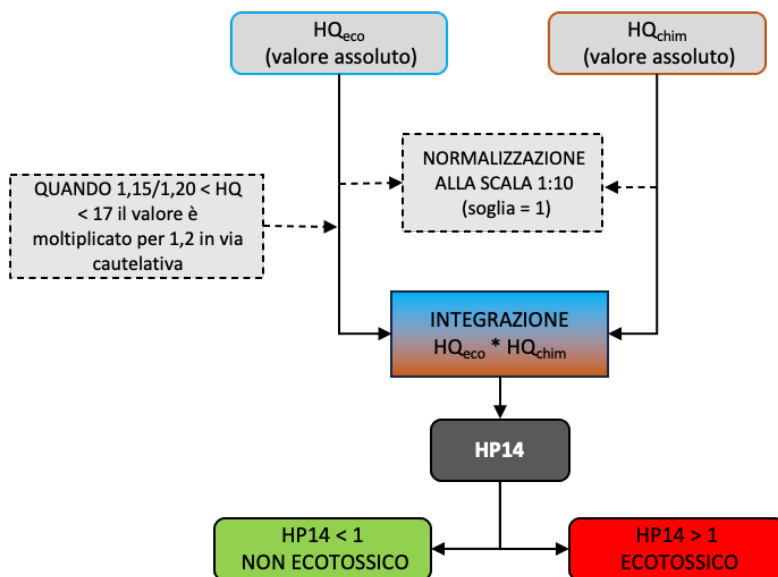 HQeco
(valore assoluto)
HQchim
(valore assoluto)
QUANDO 1,15/1,20 < HQ
< 17 il valore è
moltiplicato per 1,2 in via
cautelativa
NORMALIZZAZIONE
ALLA SCALA 1:10
(soglia = 1)
INTEGRAZIONE
HQeco * HQchim
HP14
HP14 < 1
NON ECOTOSSICO
HP14 > 1
ECOTOSSICO